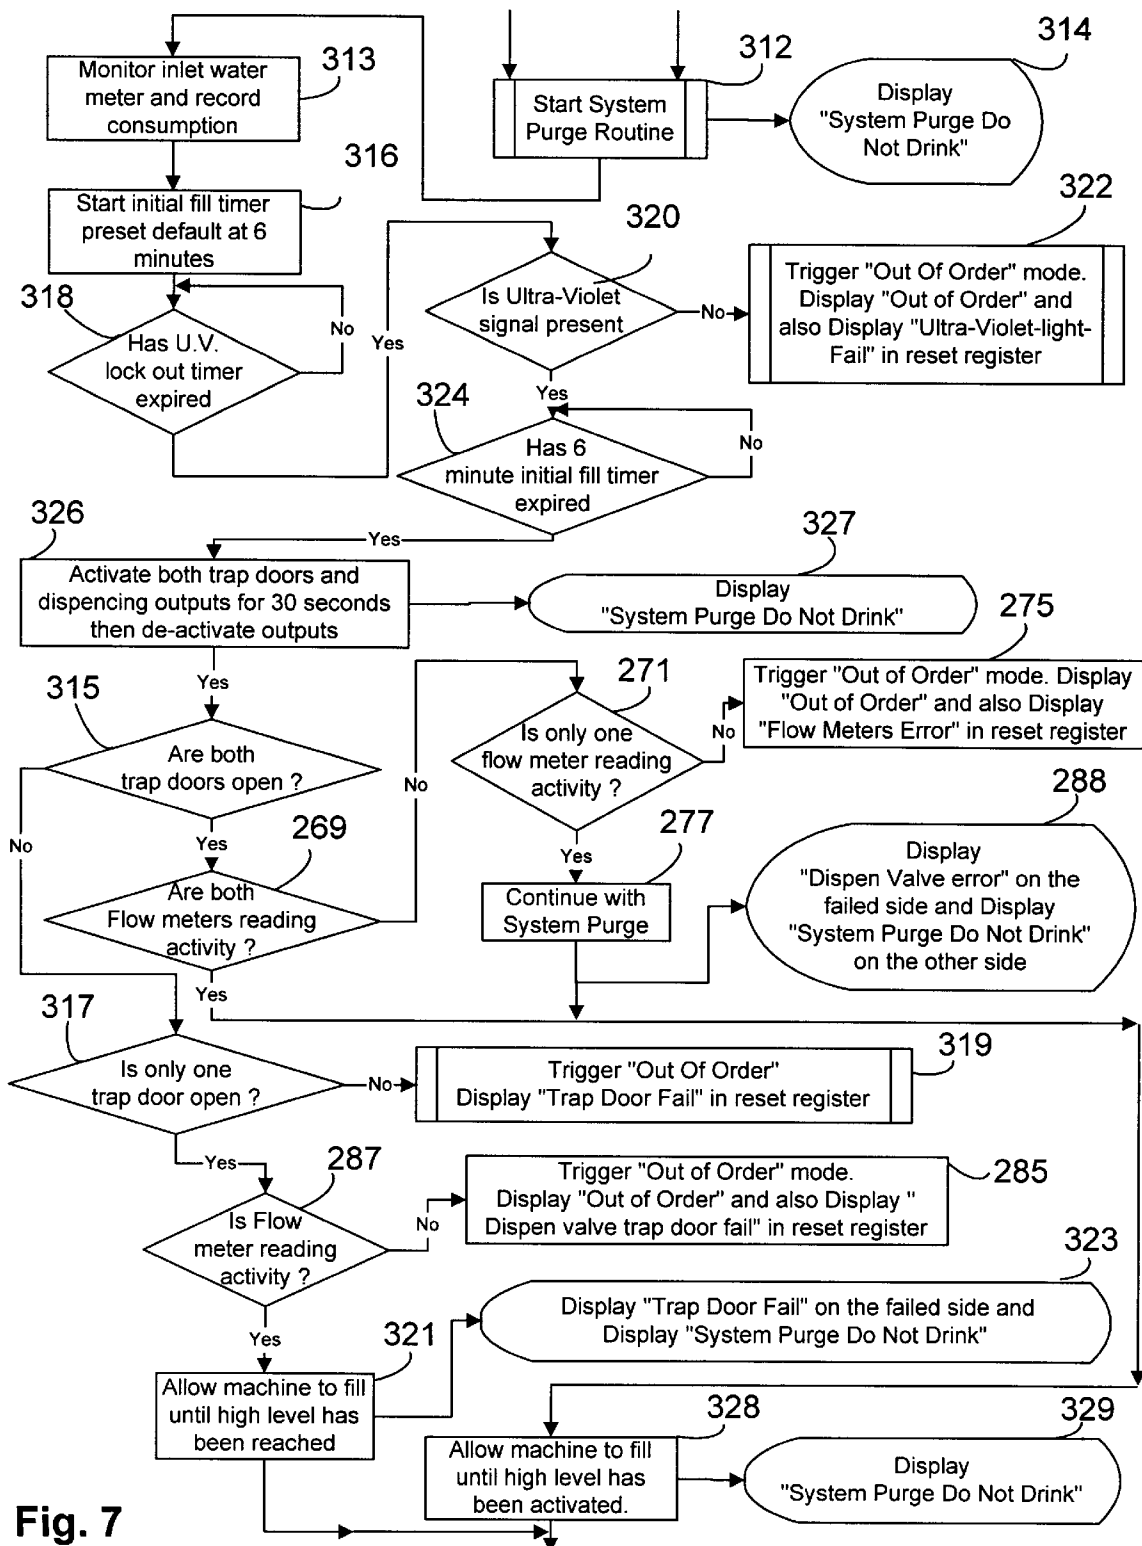 313
Monitor inlet water
meter and record
consumption
312
Start System
Purge Routine
314
Display
"System Purge Do
Not Drink"
316
Start initial fill timer
preset default at 6
minutes
318
Has U.V.
lock out timer
expired
No
Yes
320
Is Ultra-Violet
signal present
No
Yes
322
Trigger "Out Of Order" mode.
Display "Out of Order" and
also Display "Ultra-Violet-light-
Fail" in reset register
324
Has 6
minute initial fill timer
expired
No
Yes
326
Activate both trap doors and
dispencing outputs for 30 seconds
then de-activate outputs
Yes
327
Display
"System Purge Do Not Drink"
315
Are both
trap doors open ?
No
Yes
271
Is only one
flow meter reading
activity ?
No
Yes
275
Trigger "Out of Order" mode. Display
"Out of Order" and also Display
"Flow Meters Error" in reset register
269
Are both
Flow meters reading
activity ?
No
Yes
277
Continue with
System Purge
288
Display
"Dispen Valve error" on the
failed side and Display
"System Purge Do Not Drink"
on the other side
317
Is only one
trap door open ?
No
Yes
319
Trigger "Out Of Order"
Display "Trap Door Fail" in reset register
287
Is Flow
meter reading
activity ?
No
Yes
285
Trigger "Out of Order" mode.
Display "Out of Order" and also Display "
Dispen valve trap door fail" in reset register
323
Display "Trap Door Fail" on the failed side and
Display "System Purge Do Not Drink"
321
Allow machine to fill
until high level has
been reached
328
Allow machine to fill
until high level has
been activated.
329
Display
"System Purge Do Not Drink"
Fig. 7